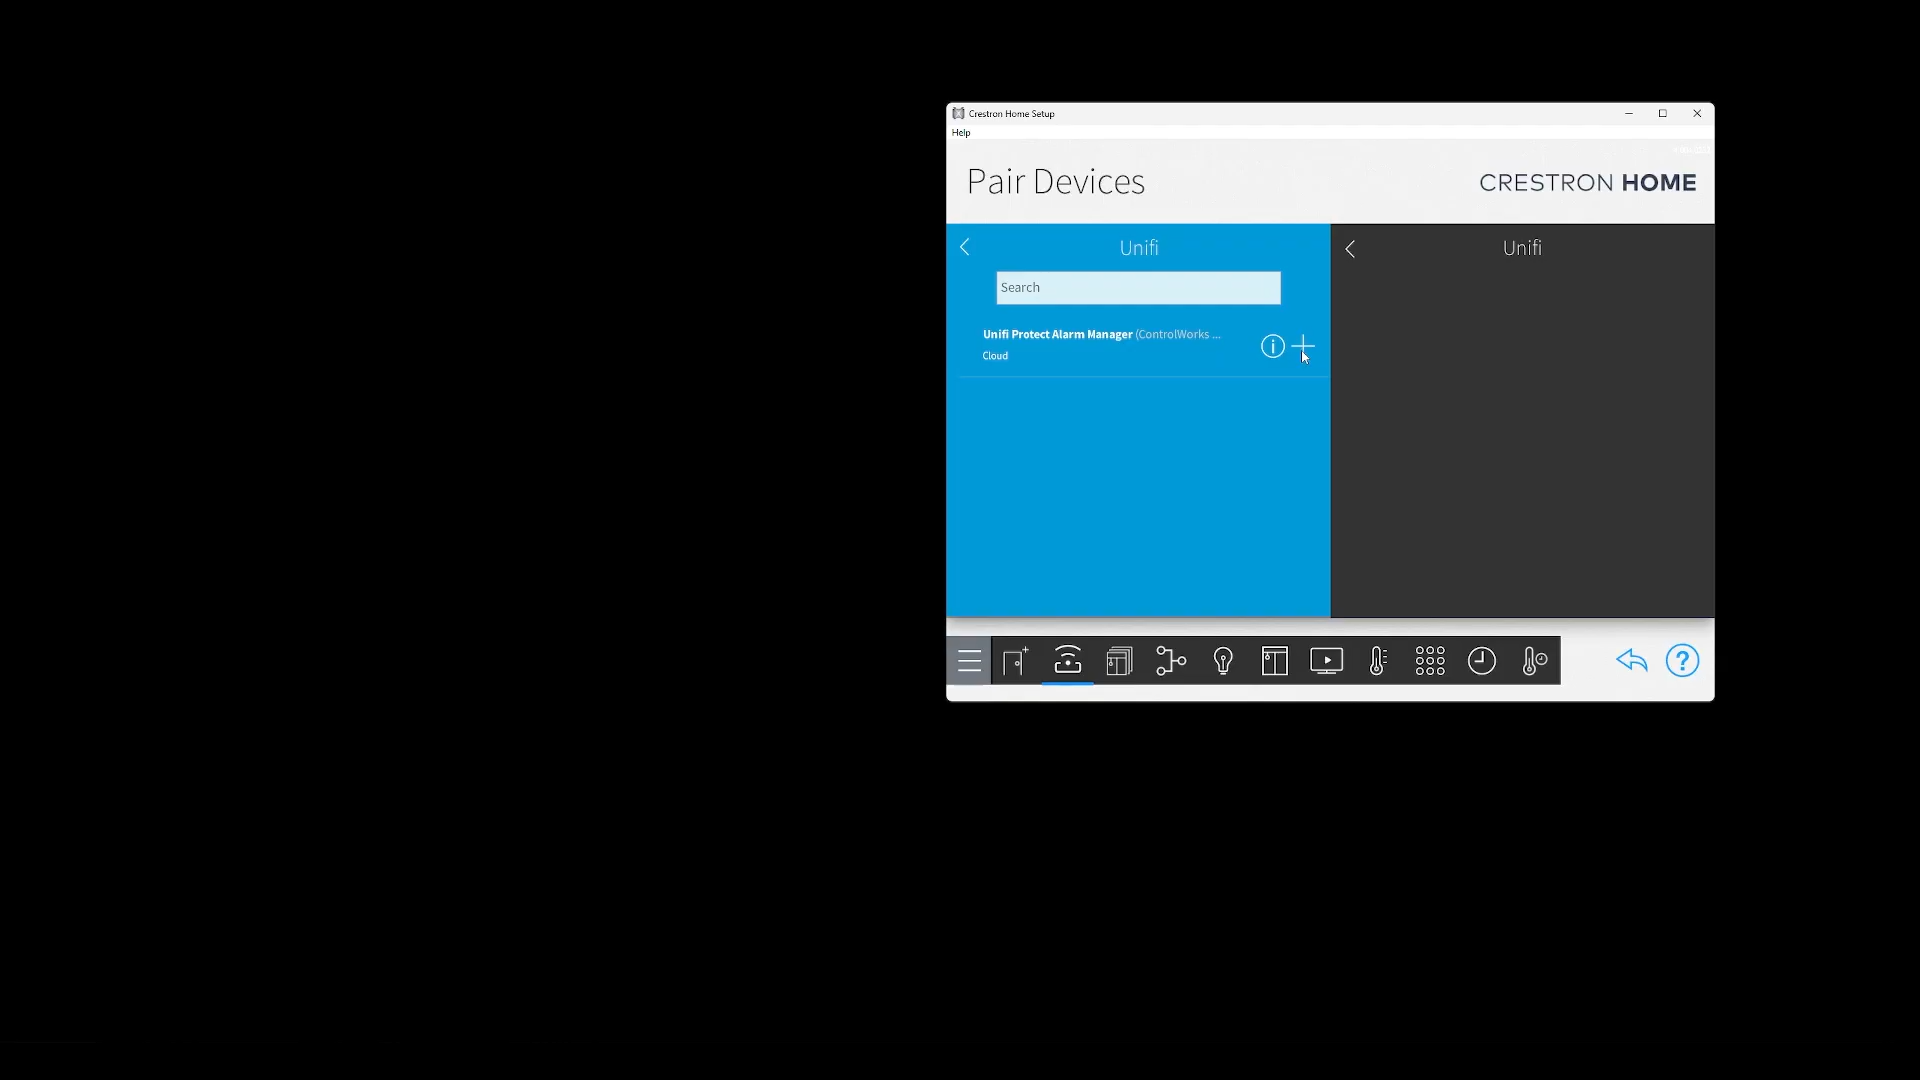 Crestron Home Setup
Help
Pair Devices
CRESTRON HOME
Unifi
Search
Unifi Protect Alarm Manager (ControlWorks ...
Cloud
Unifi